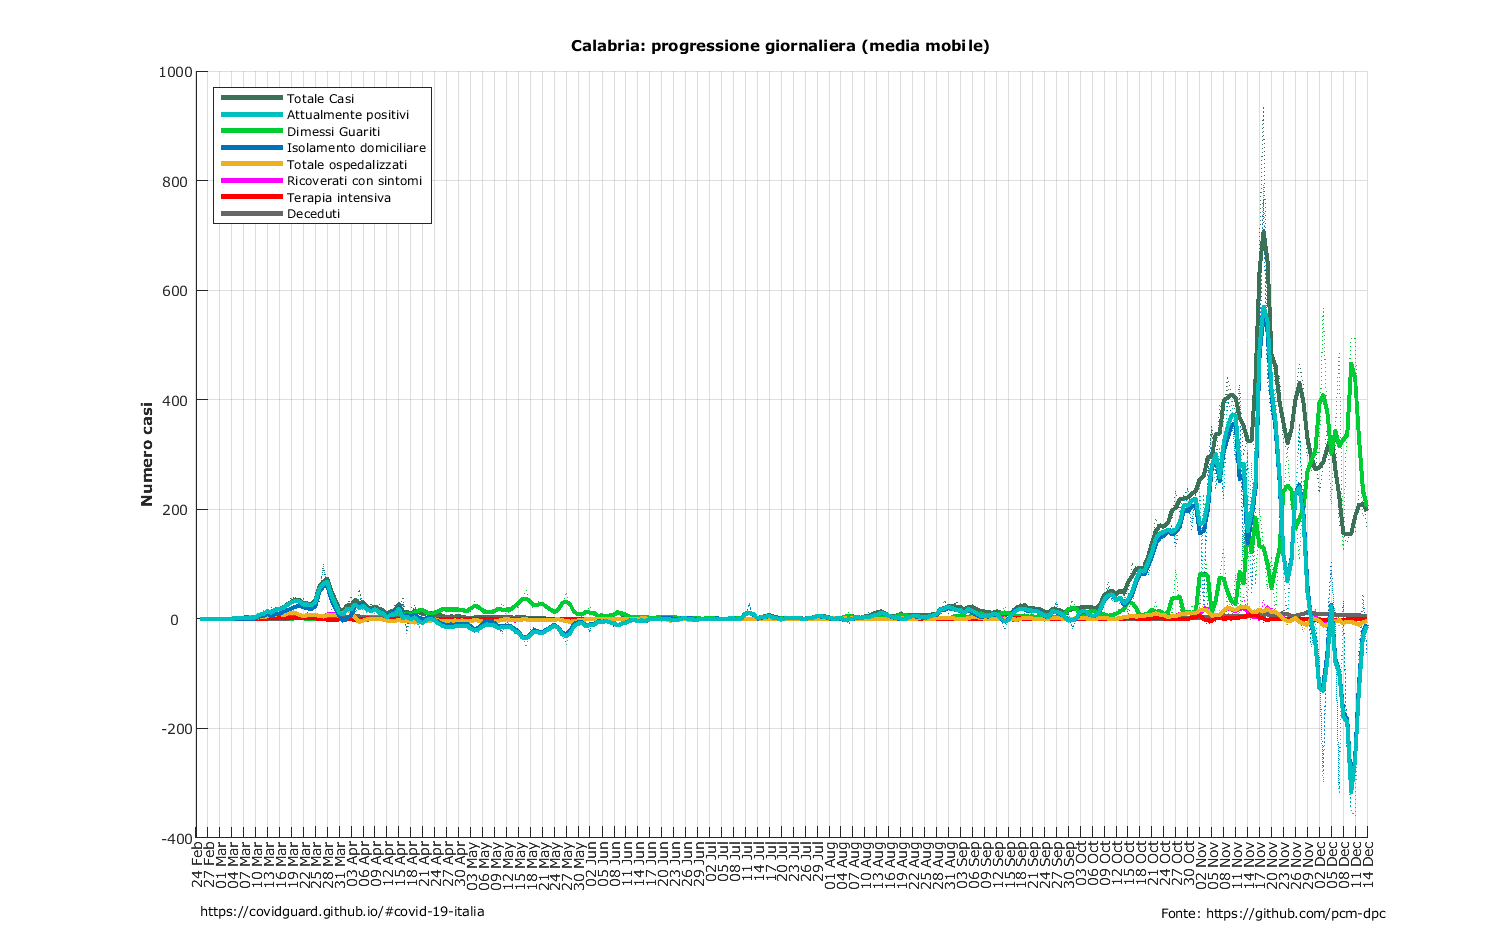 Calabria: progressione giornaliera (media mobile)
1000
800
600
400
200
0
-200
-400
Numero casi
Totale Casi
Attualmente positivi
Dimessi Guariti
Isolamento domiciliare
Totale ospedalizzati
Ricoverati con sintomi
Terapia intensiva
Deceduti
24 Feb
27 Feb
01 Mar
04 Mar
07 Mar
10 Mar
13 Mar
16 Mar
19 Mar
22 Mar
25 Mar
28 Mar
31 Mar
03 Apr
06 Apr
09 Apr
12 Apr
15 Apr
18 Apr
21 Apr
24 Apr
27 Apr
30 Apr
03 May
06 May
09 May
12 May
15 May
18 May
21 May
24 May
27 May
30 May
02 Jun
05 Jun
08 Jun
11 Jun
14 Jun
17 Jun
20 Jun
23 Jun
26 Jun
29 Jun
02 Jul
05 Jul
08 Jul
11 Jul
14 Jul
17 Jul
20 Jul
23 Jul
26 Jul
29 Jul
01 Aug
04 Aug
07 Aug
10 Aug
13 Aug
16 Aug
19 Aug
22 Aug
25 Aug
28 Aug
31 Aug
03 Sep
06 Sep
09 Sep
12 Sep
15 Sep
18 Sep
21 Sep
24 Sep
27 Sep
30 Sep
03 Oct
06 Oct
09 Oct
12 Oct
15 Oct
18 Oct
21 Oct
24 Oct
27 Oct
30 Oct
02 Nov
05 Nov
08 Nov
11 Nov
14 Nov
17 Nov
20 Nov
23 Nov
26 Nov
29 Nov
02 Dec
05 Dec
08 Dec
11 Dec
14 Dec
https://covidguard.github.io/#covid-19-italia
Fonte: https://github.com/pcm-dpc